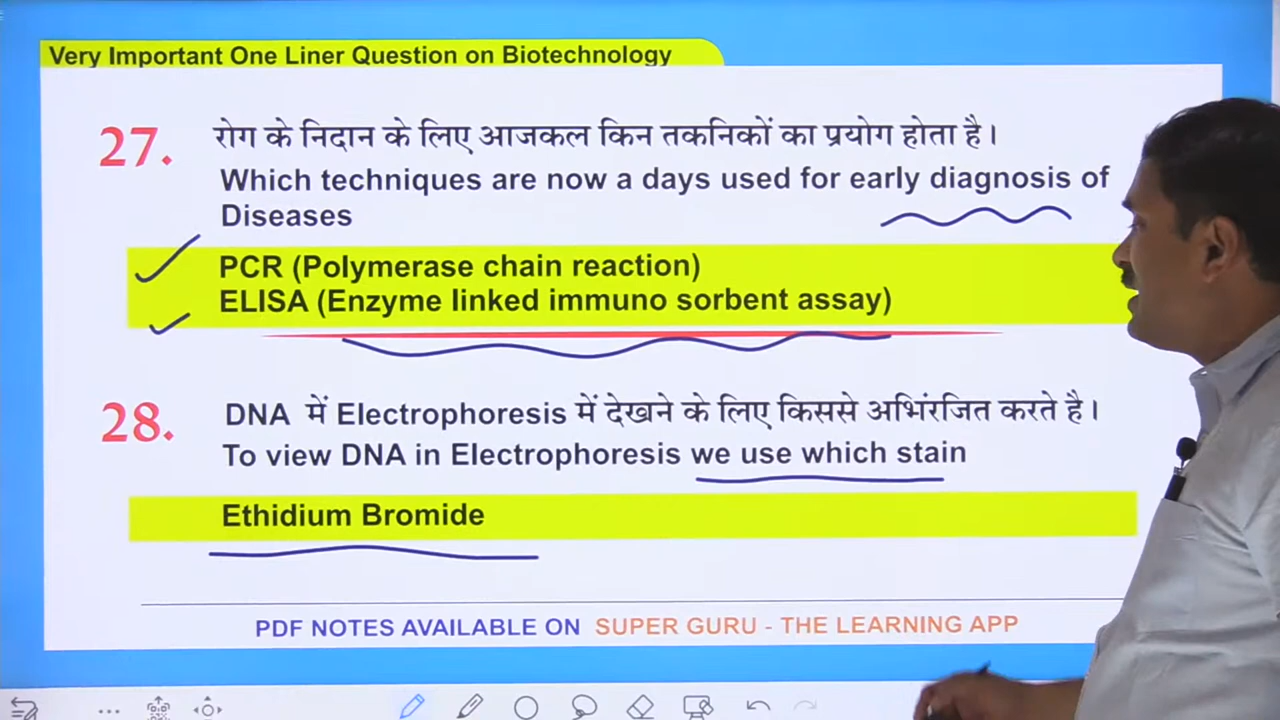 Very Important One Liner Question on Biotechnology
27. रोग के निदान के लिए आजकल किन तकनिकों का प्रयोग होता है।
Which techniques are now a days used for early diagnosis of
Diseases
PCR (Polymerase chain reaction)
ELISA (Enzyme linked immuno sorbent assay)
28. DNA में Electrophoresis में देखने के लिए किससे अभिंरजित करते है।
To view DNA in Electrophoresis we use which stain
Ethidium Bromide
PDF NOTES AVAILABLE ON SUPER GURU - THE LEARNING APP